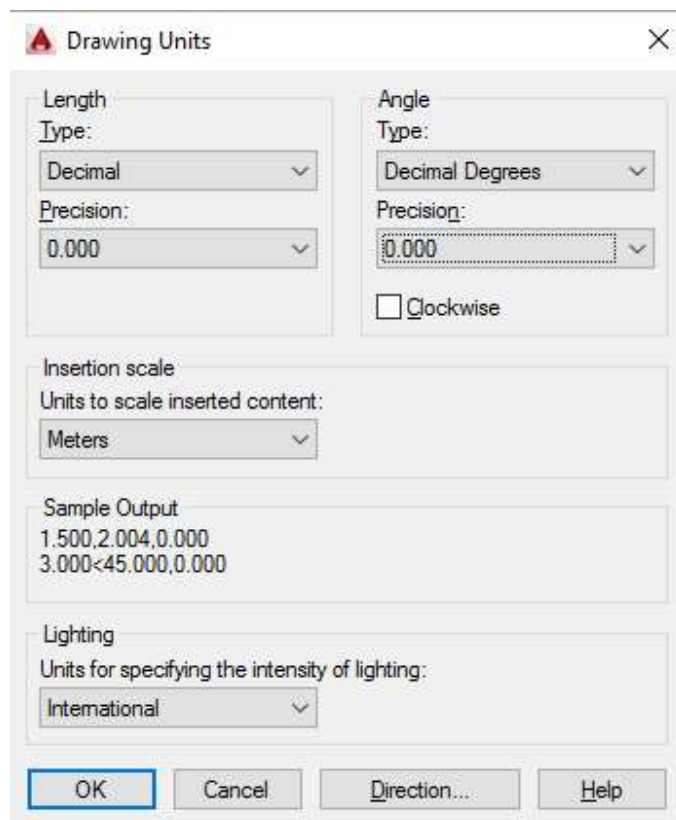 Drawing Units
Length
Type:
Decimal
Precision:
0.000
Angle
Type:
Decimal Degrees
Precision:
0.000
Clockwise
Insertion scale
Units to scale inserted content:
Meters
Sample Output
1.500,2.004,0.000
3.000<45.000,0.000
Lighting
Units for specifying the intensity of lighting:
International
OK
Cancel
Direction...
Help